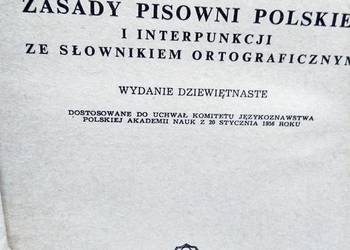 ZASADY PISOWNI POLSKIE
I INTERPUNKCJI
ZE SŁOWNIKIEM ORTOGRAFICZNYM
WYDANIE DZIEWIĘTNASTE
DOSTOSOWANE DO UCHWAŁ KOMITETU JĘZYKOZNAWSTWA
POLSKIEJ AKADEMII NAUK Z 20 STYCZNIA 1956 ROKU